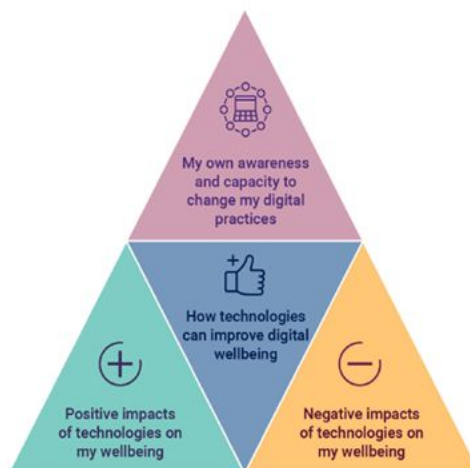 My own awareness
and capacity to
change my digital
practices
How technologies
can improve digital
wellbeing
Positive impacts
of technologies on
my wellbeing
Negative impacts
of technologies on
my wellbeing